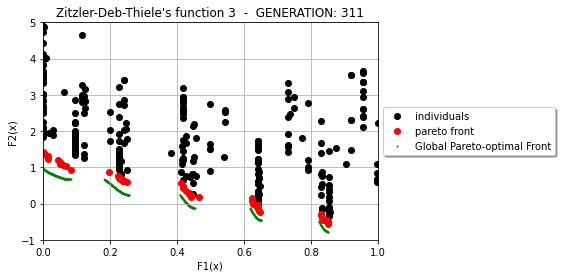 Zitzler-Deb-Thiele's function 3 - GENERATION: 311
5
4
3
2
1
0
−1
F2(x)
0.0 0.2 0.4 0.6 0.8 1.0
F1(x)
individuals
pareto front
Global Pareto-optimal Front